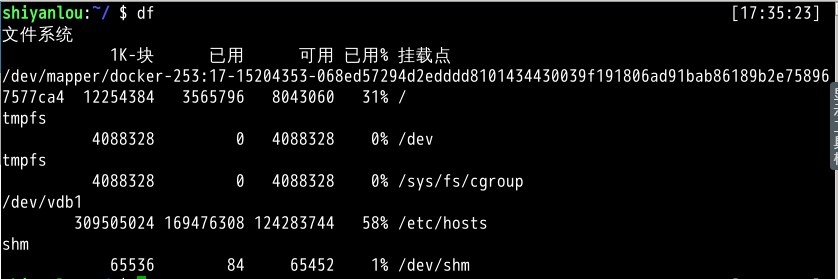 shiyanlou:~/ $ df [17:35:23]
文件系统
1K-块 已用 可用 已用% 挂载点
/dev/mapper/docker-253:17-15204353-068ed57294d2edddd8101434430039f191806ad91bab86189b2e75896
7577ca4 12254384 3565796 8043060 31% /
tmpfs
4088328 0 4088328 0% /dev
tmpfs
4088328 0 4088328 0% /sys/fs/cgroup
/dev/vdb1
309505024 169476308 124283744 58% /etc/hosts
shm
65536 84 65452 1% /dev/shm